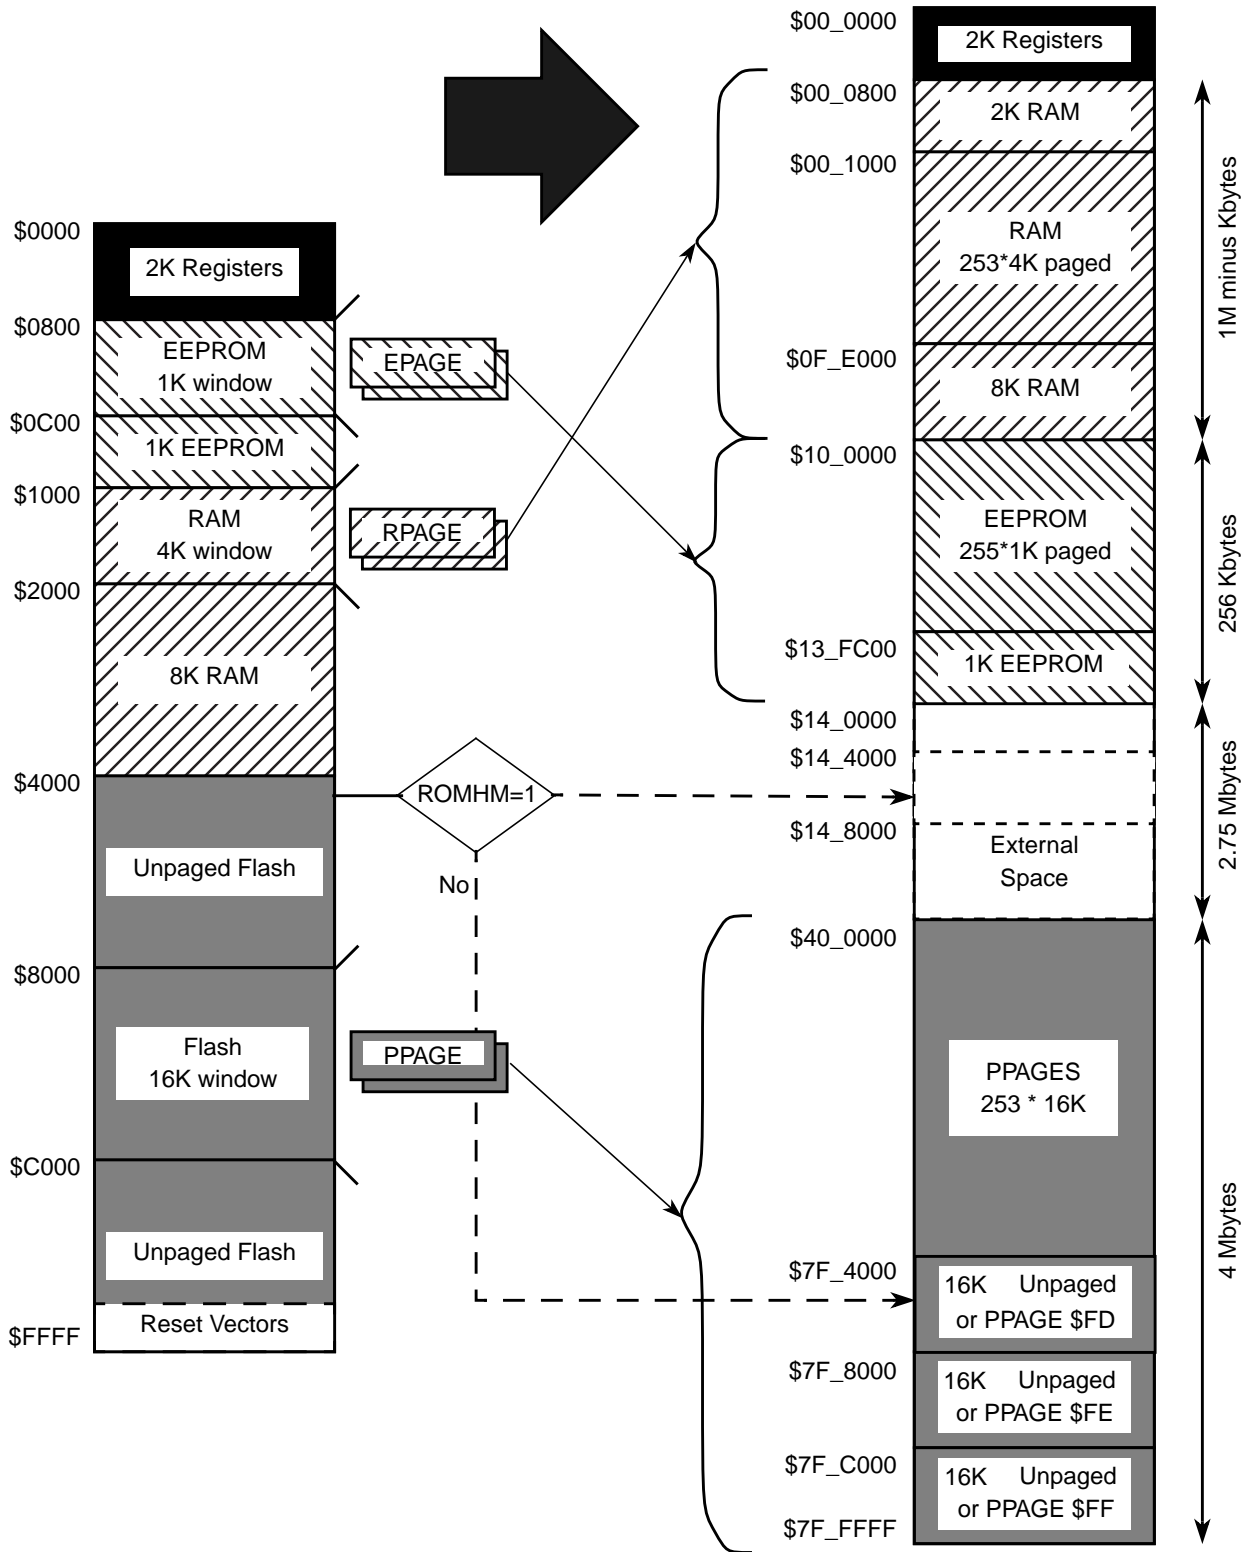 $0000
2K Registers
$0800
EEPROM
1K window
$0C00
1K EEPROM
$1000
RAM
4K window
$2000
8K RAM
$4000
Unpaged Flash
$8000
Flash
16K window
$C000
Unpaged Flash
Reset Vectors
$FFFF
EPAGE
RPAGE
ROMHM=1
No
PPAGE
$00_0000
2K Registers
$00_0800
2K RAM
$00_1000
RAM
253*4K paged
$0F_E000
8K RAM
$10_0000
EEPROM
255*1K paged
$13_FC00
1K EEPROM
$14_0000
$14_4000
$14_8000
External
Space
$40_0000
PPAGES
253 * 16K
$7F_4000
16K Unpaged
or PPAGE $FD
$7F_8000
16K Unpaged
or PPAGE $FE
$7F_C000
16K Unpaged
or PPAGE $FF
$7F_FFFF
1M minus Kbytes
256 Kbytes
2.75 Mbytes
4 Mbytes